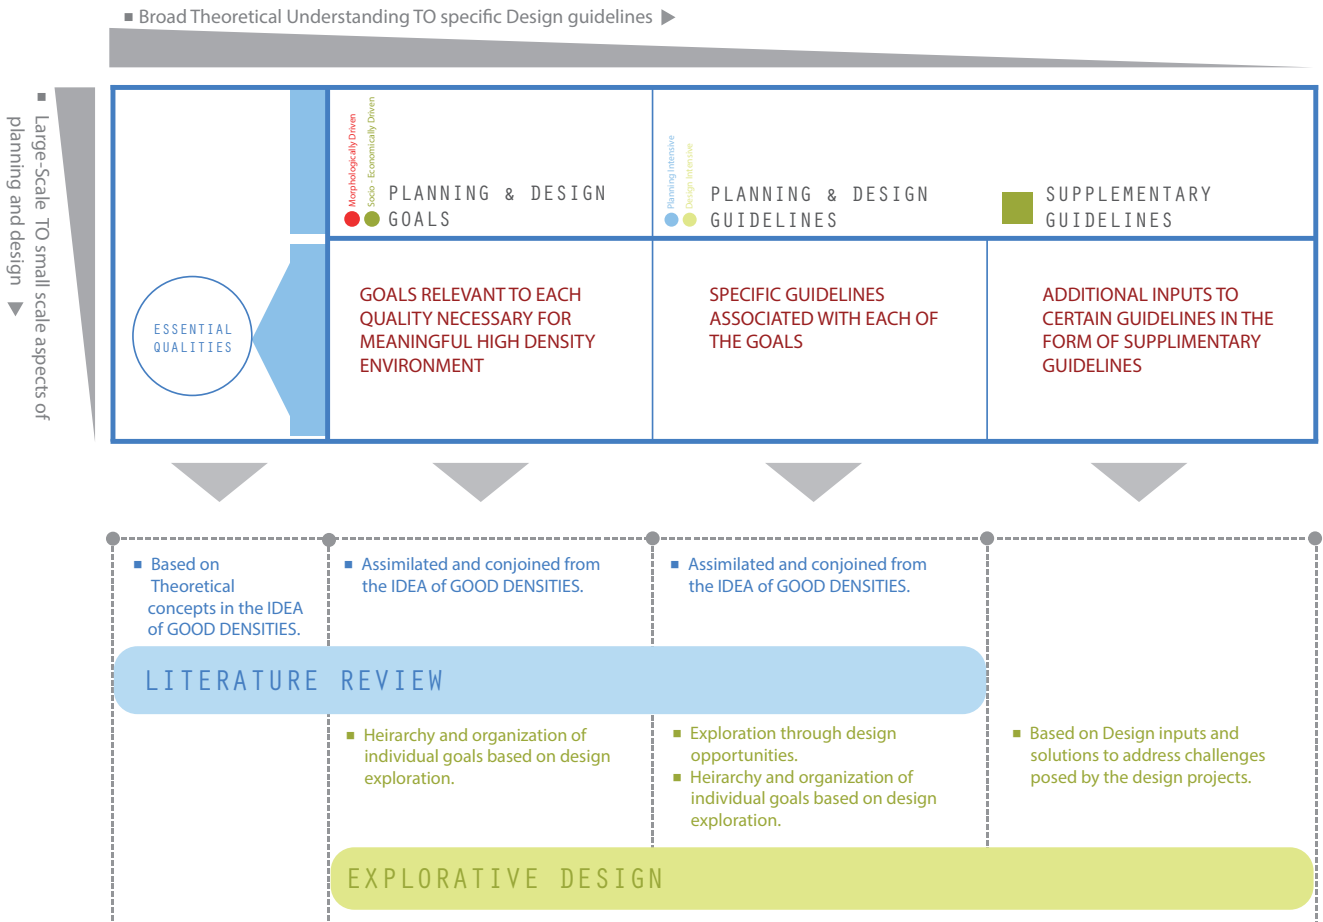 ■ Broad Theoretical Understanding TO specific Design guidelines ▶
■ Large-Scale TO small scale aspects of
planning and design ▼
Morphologically Driven
Socio - Economically Driven
PLANNING & DESIGN
GOALS
Planning Intensive
Design Intensive
PLANNING & DESIGN
GUIDELINES
SUPPLEMENTARY
GUIDELINES
ESSENTIAL
QUALITIES
GOALS RELEVANT TO EACH
QUALITY NECESSARY FOR
MEANINGFUL HIGH DENSITY
ENVIRONMENT
SPECIFIC GUIDELINES
ASSOCIATED WITH EACH OF
THE GOALS
ADDITIONAL INPUTS TO
CERTAIN GUIDELINES IN THE
FORM OF SUPPLIMENTARY
GUIDELINES
■ Based on
Theoretical
concepts in the IDEA
of GOOD DENSITIES.
■ Assimilated and conjoined from
the IDEA of GOOD DENSITIES.
■ Assimilated and conjoined from
the IDEA of GOOD DENSITIES.
LITERATURE REVIEW
■ Heirarchy and organization of
individual goals based on design
exploration.
■ Exploration through design
opportunities.
■ Heirarchy and organization of
individual goals based on design
exploration.
■ Based on Design inputs and
solutions to address challenges
posed by the design projects.
EXPLORATIVE DESIGN